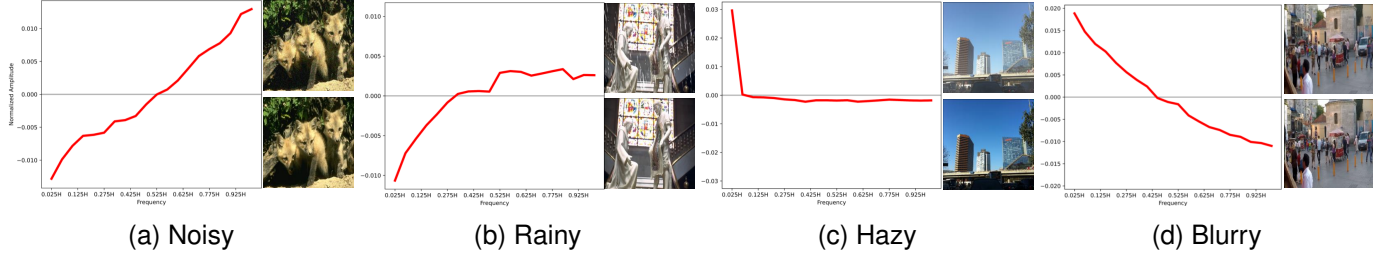 0.010
0.005
0.000
−0.005
−0.010
Normalized Amplitude
0.025H 0.125H 0.275H 0.425H 0.525H 0.625H 0.775H 0.925H
Frequency
(a) Noisy
0.010
0.005
0.000
−0.005
−0.010
0.025H 0.125H 0.275H 0.425H 0.525H 0.625H 0.775H 0.925H
Frequency
(b) Rainy
0.03
0.02
0.01
0.00
−0.01
−0.02
−0.03
0.025H 0.125H 0.275H 0.425H 0.525H 0.625H 0.775H 0.925H
Frequency
(c) Hazy
0.020
0.015
0.010
0.005
0.000
−0.005
−0.010
−0.015
−0.020
0.025H 0.125H 0.275H 0.425H 0.525H 0.625H 0.775H 0.925H
Frequency
(d) Blurry